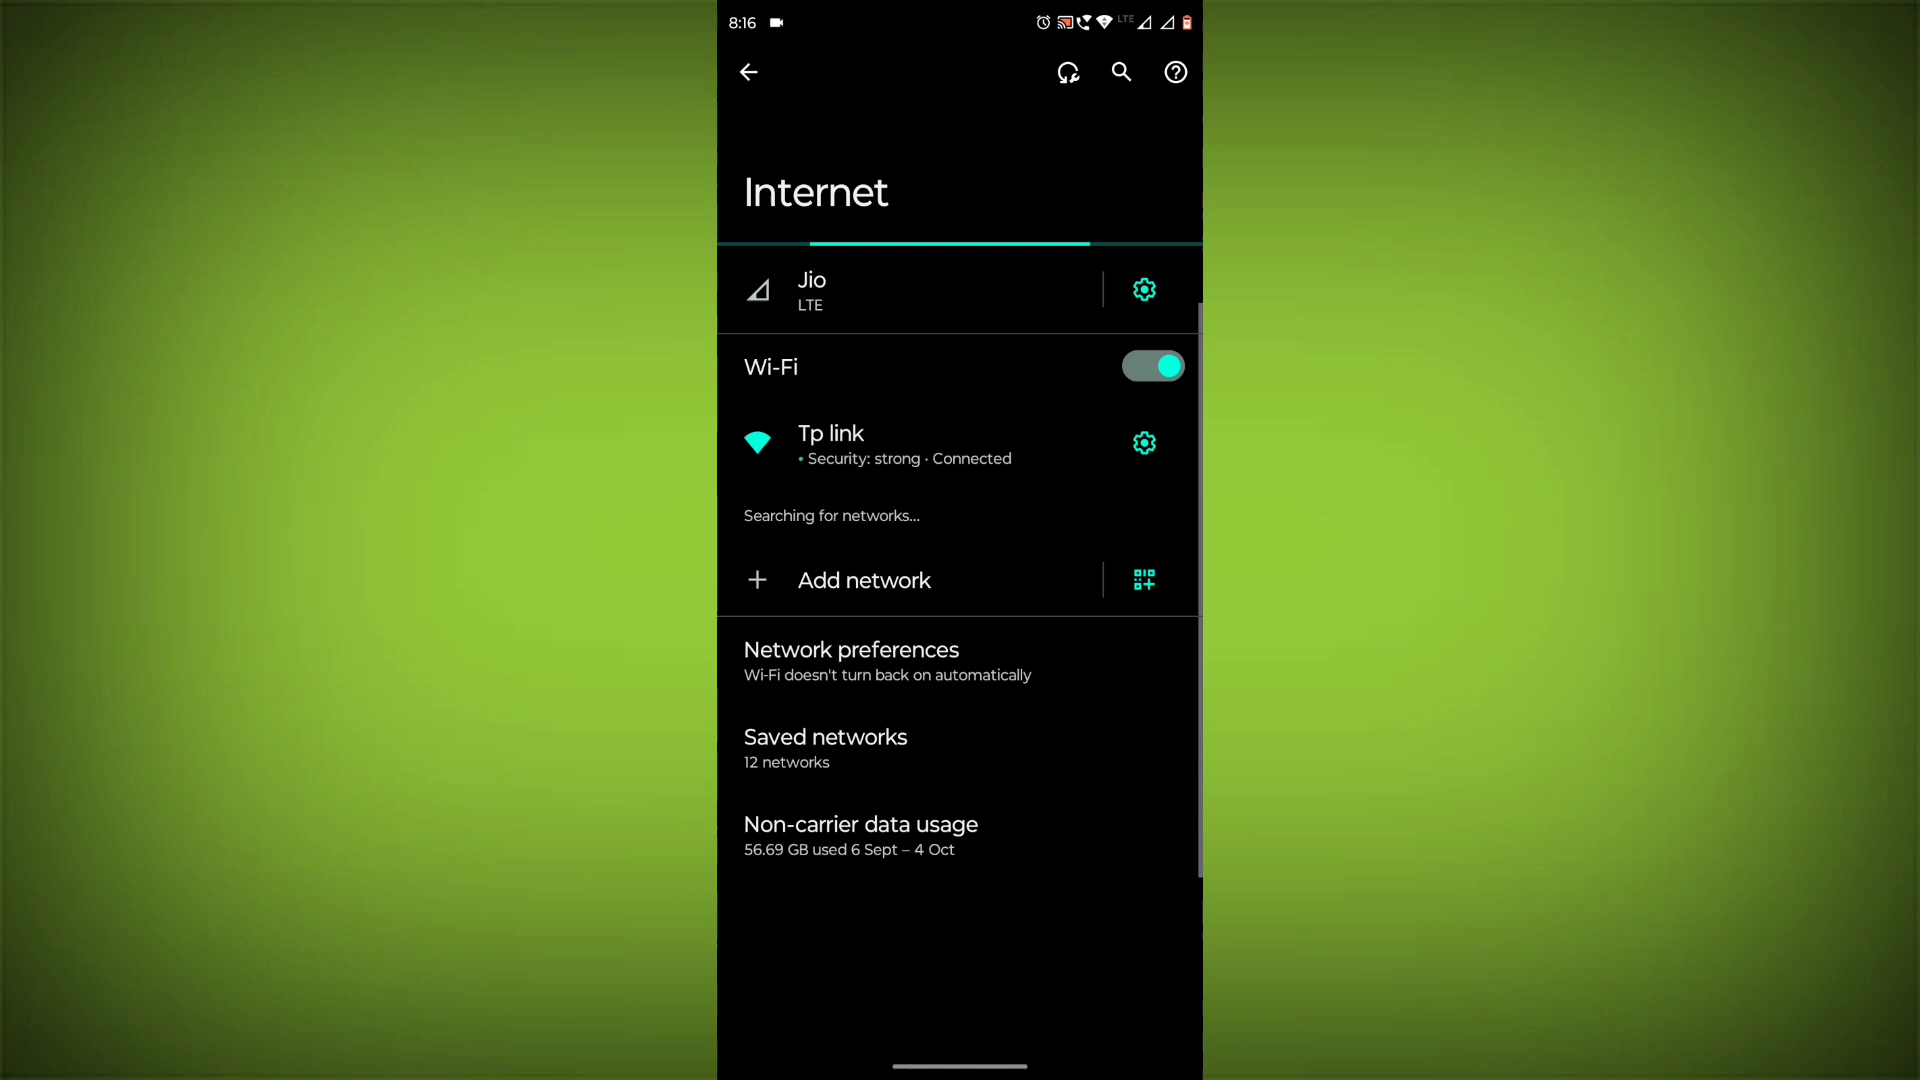 8:16
LTE
Internet
Jio
LTE
Wi-Fi
Tp link
• Security: strong · Connected
Searching for networks...
Add network
Network preferences
Wi-Fi doesn't turn back on automatically
Saved networks
12 networks
Non-carrier data usage
56.69 GB used 6 Sept – 4 Oct